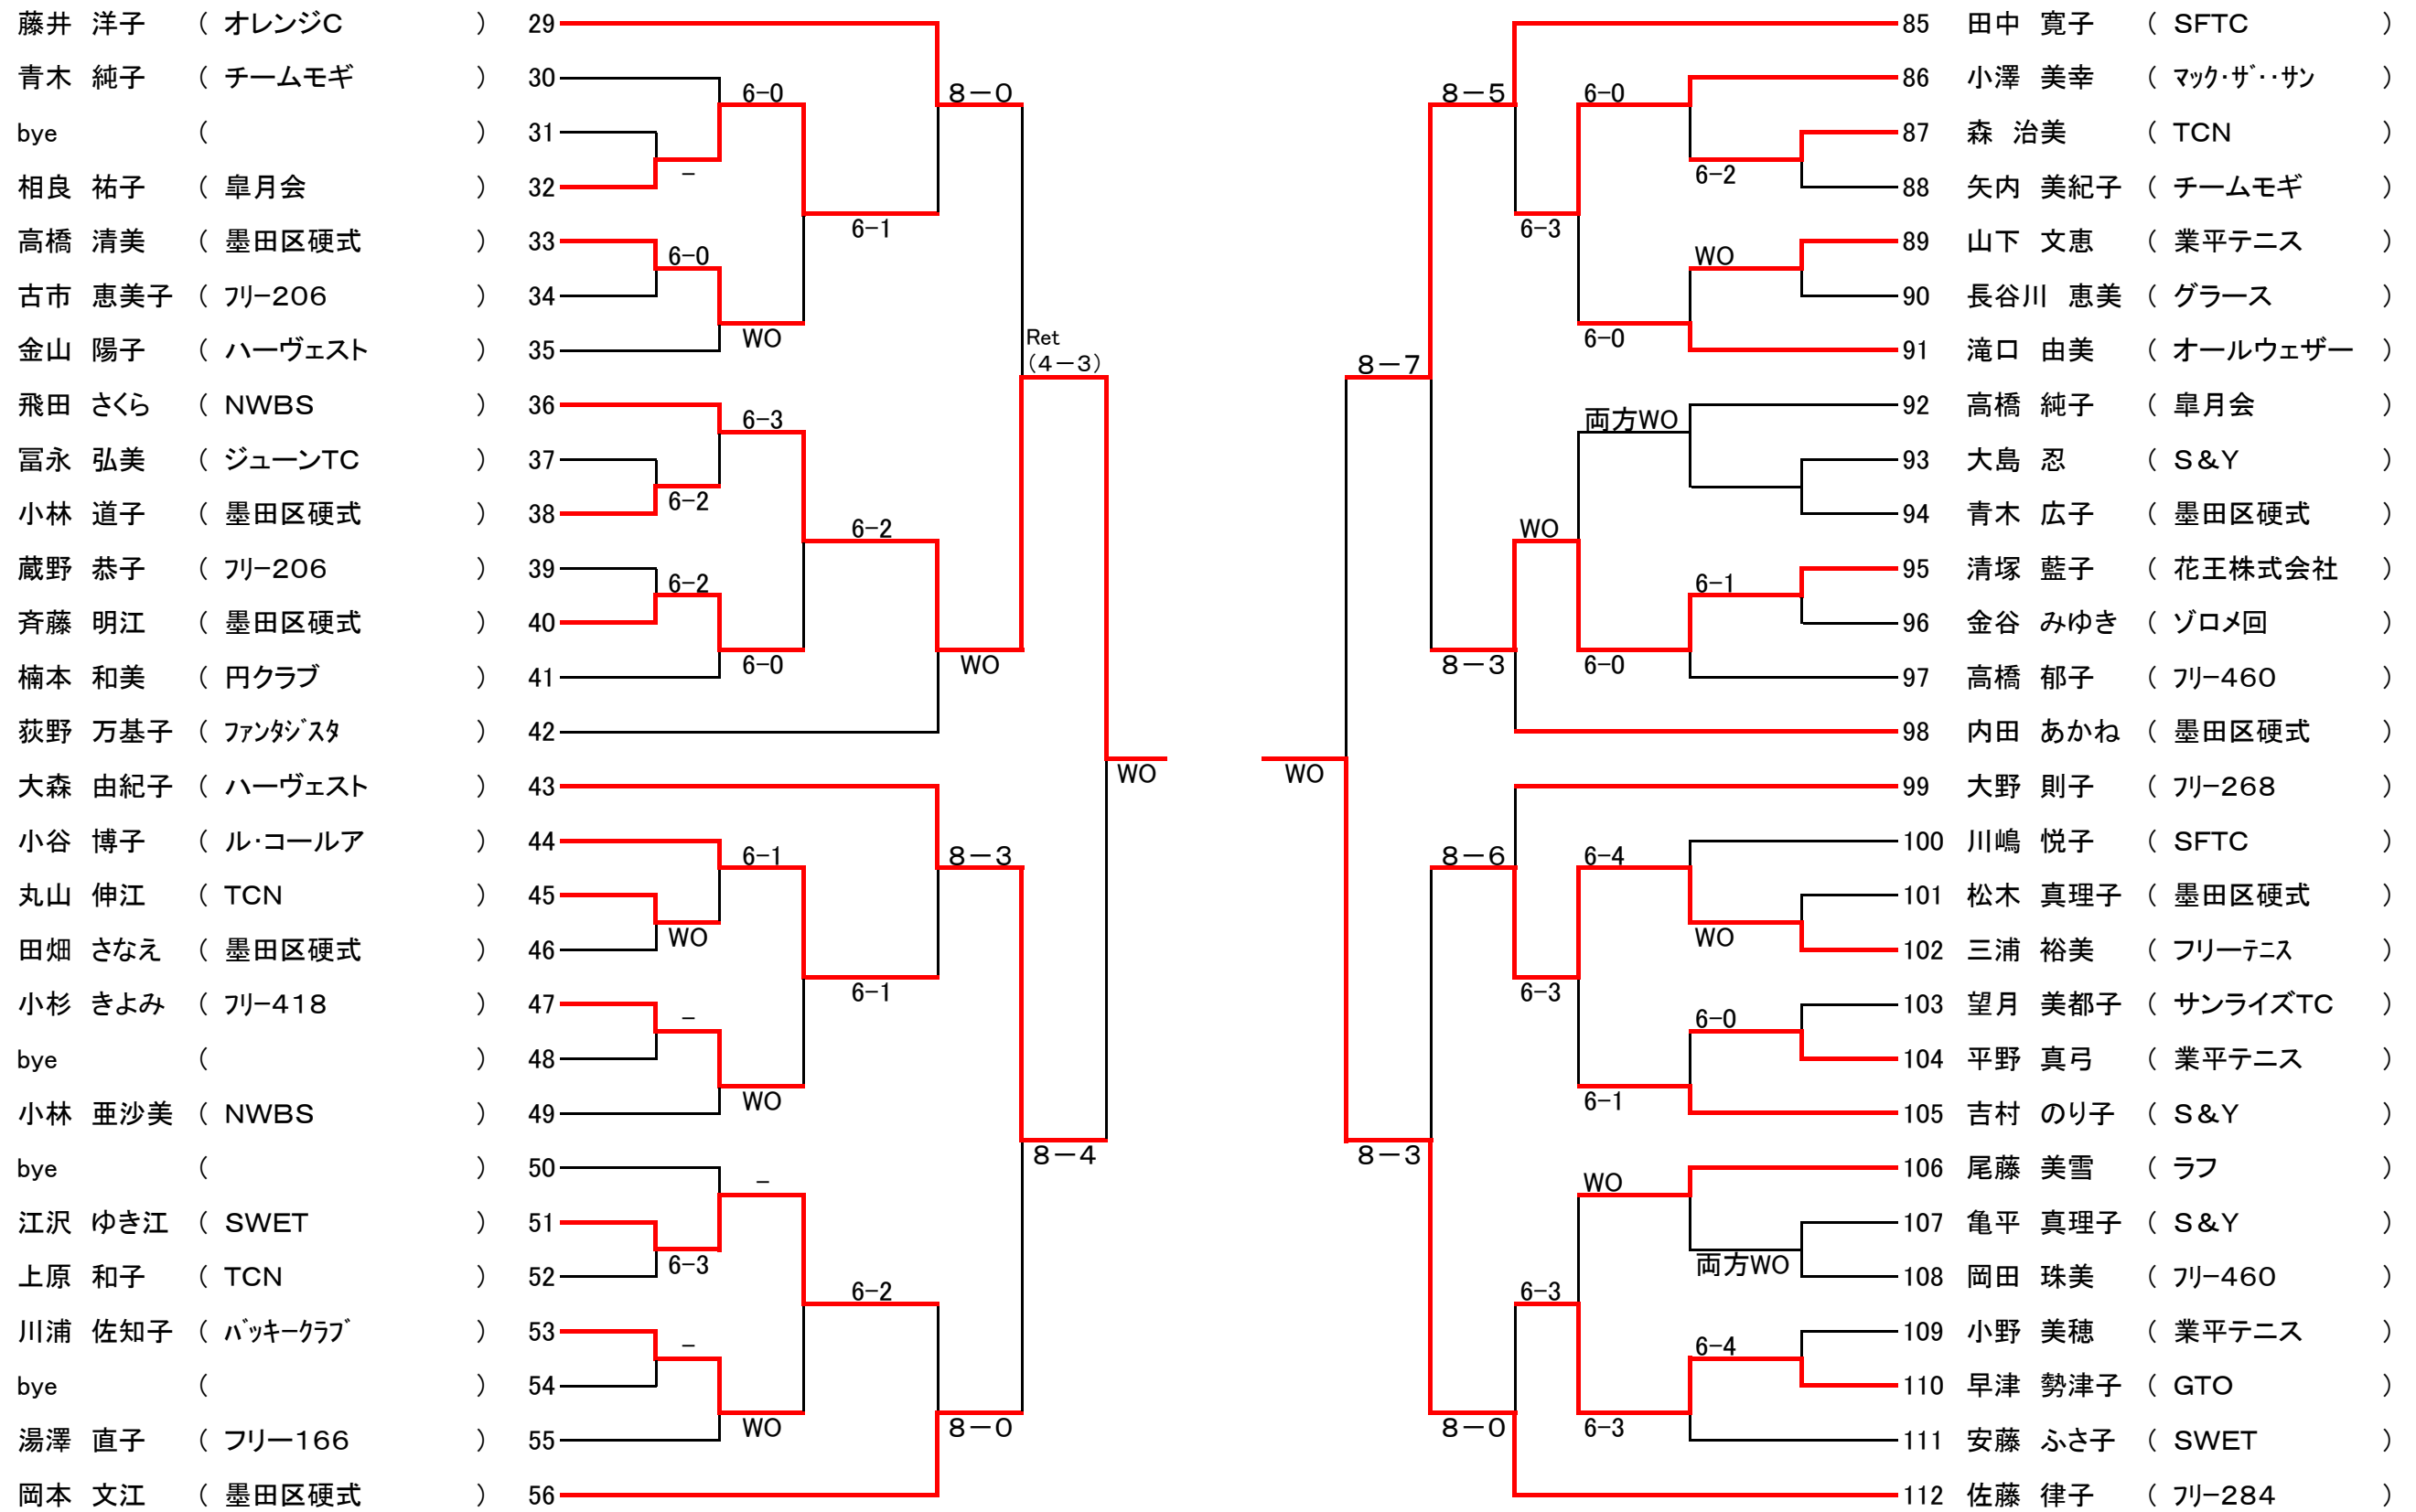 藤井 洋子 ( オレンジC ) 29
青木 純子 ( チームモギ ) 30
bye ( ) 31
相良 祐子 ( 皐月会 ) 32
高橋 清美 ( 墨田区硬式 ) 33
古市 恵美子 ( ﾌﾘｰ206 ) 34
金山 陽子 ( ハーヴェスト ) 35
飛田 さくら ( NWBS ) 36
冨永 弘美 ( ジューンTC ) 37
小林 道子 ( 墨田区硬式 ) 38
蔵野 恭子 ( ﾌﾘｰ206 ) 39
斉藤 明江 ( 墨田区硬式 ) 40
楠本 和美 ( 円クラブ ) 41
荻野 万基子 ( ﾌｧﾝﾀｼﾞｽﾀ ) 42
大森 由紀子 ( ハーヴェスト ) 43
小谷 博子 ( ル･コールア ) 44
丸山 伸江 ( TCN ) 45
田畑 さなえ ( 墨田区硬式 ) 46
小杉 きよみ ( ﾌﾘｰ418 ) 47
bye ( ) 48
小林 亜沙美 ( NWBS ) 49
bye ( ) 50
江沢 ゆき江 ( SWET ) 51
上原 和子 ( TCN ) 52
川浦 佐知子 ( ﾊﾞｯｷｰｸﾗﾌﾞ ) 53
bye ( ) 54
湯澤 直子 ( フリー166 ) 55
岡本 文江 ( 墨田区硬式 ) 56
-
6-0
6-2
6-2
WO
-
6-3
-
6-0
WO
6-3
6-0
6-1
WO
-
WO
6-1
6-2
6-1
6-2
8-0
WO
8-3
8-0
Ret
(4-3)
8-4
WO
WO
8-7
8-3
8-5
8-3
8-6
8-0
6-3
WO
6-3
6-3
6-0
6-0
両方WO
6-0
6-4
6-1
WO
6-3
6-2
WO
6-1
WO
6-0
両方WO
6-4
85 田中 寛子 ( SFTC )
86 小澤 美幸 ( ﾏｯｸ･ｻﾞ･･サン )
87 森 治美 ( TCN )
88 矢内 美紀子 ( チームモギ )
89 山下 文恵 ( 業平テニス )
90 長谷川 恵美 ( グラース )
91 滝口 由美 ( オールウェザー )
92 高橋 純子 ( 皐月会 )
93 大島 忍 ( S&Y )
94 青木 広子 ( 墨田区硬式 )
95 清塚 藍子 ( 花王株式会社 )
96 金谷 みゆき ( ゾロメ回 )
97 高橋 郁子 ( ﾌﾘｰ460 )
98 内田 あかね ( 墨田区硬式 )
99 大野 則子 ( ﾌﾘｰ268 )
100 川嶋 悦子 ( SFTC )
101 松木 真理子 ( 墨田区硬式 )
102 三浦 裕美 ( フリーﾃﾆｽ )
103 望月 美都子 ( サンライズTC )
104 平野 真弓 ( 業平テニス )
105 吉村 のり子 ( S&Y )
106 尾藤 美雪 ( ラフ )
107 亀平 真理子 ( S&Y )
108 岡田 珠美 ( ﾌﾘｰ460 )
109 小野 美穂 ( 業平テニス )
110 早津 勢津子 ( GTO )
111 安藤 ふさ子 ( SWET )
112 佐藤 律子 ( ﾌﾘｰ284 )